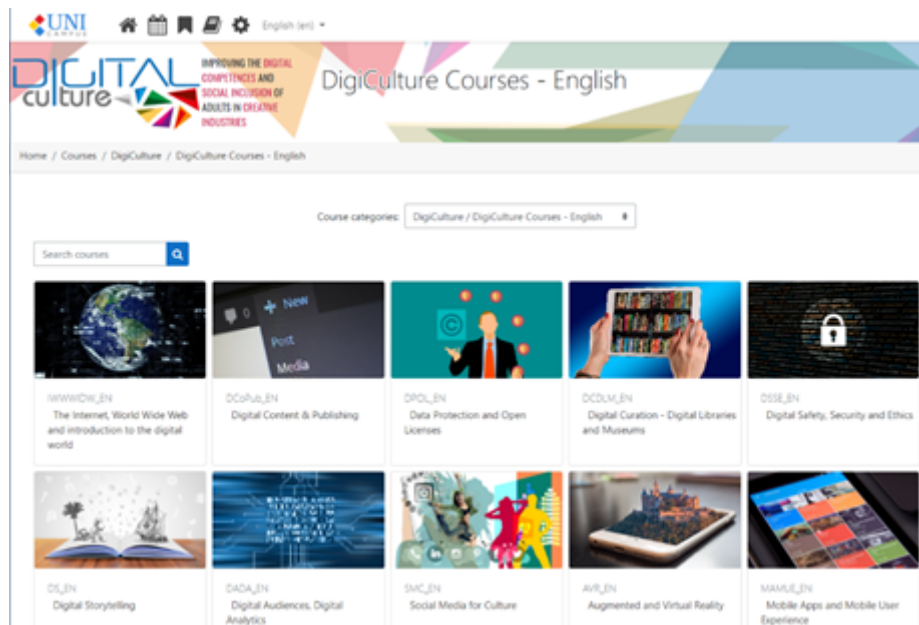 UNI
CAMPUS
English (en)
DIGITAL
culture
IMPROVING THE DIGITAL
COMPETENCES AND
SOCIAL INCLUSION OF
ADULTS IN CREATIVE
INDUSTRIES
DigiCulture Courses - English
Home / Courses / DigiCulture / DigiCulture Courses - English
Course categories: DigiCulture / DigiCulture Courses - English
Search courses
0 + New
Post
Media
IWWWIDW_EN
The Internet, World Wide Web
and introduction to the digital
world
DCoPub_EN
Digital Content & Publishing
DPOL_EN
Data Protection and Open
Licenses
DCDLM_EN
Digital Curation - Digital Libraries
and Museums
DSSE_EN
Digital Safety, Security and Ethics
DS_EN
Digital Storytelling
DADA_EN
Digital Audiences, Digital
Analytics
SMC_EN
Social Media for Culture
AVR_EN
Augmented and Virtual Reality
MAMUE_EN
Mobile Apps and Mobile User
Experience